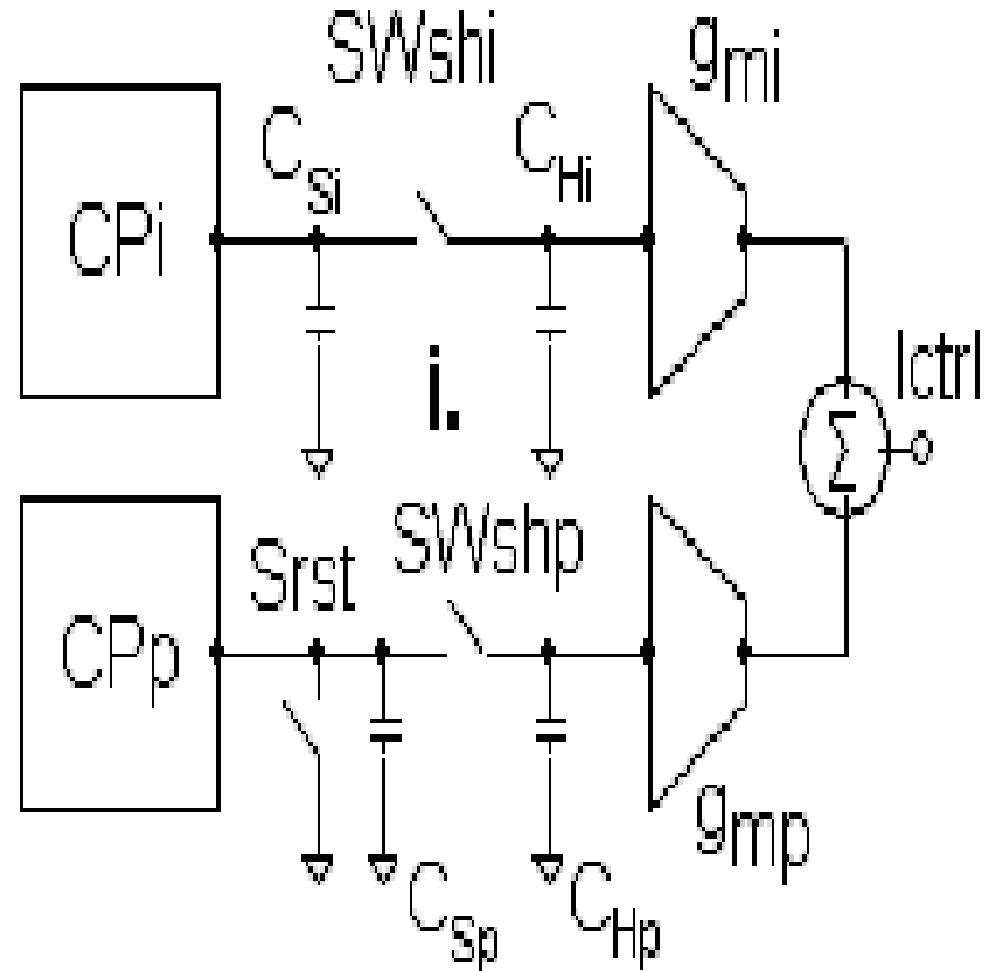 SWshi
gmi
CSi
CHi
CPi
Ictrl
i.
Σ
SWshp
Srst
CPp
gmp
CSp
CHp